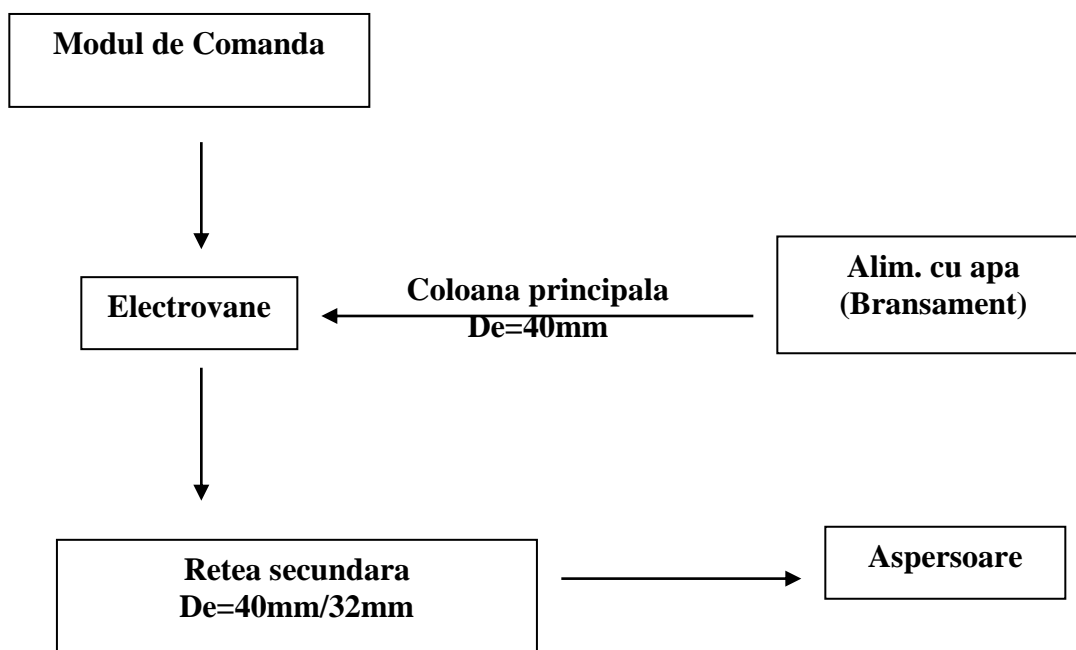 Modul de Comanda
Electrovane
Coloana principala
De=40mm
Alim. cu apa
(Bransament)
Retea secundara
De=40mm/32mm
Aspersoare